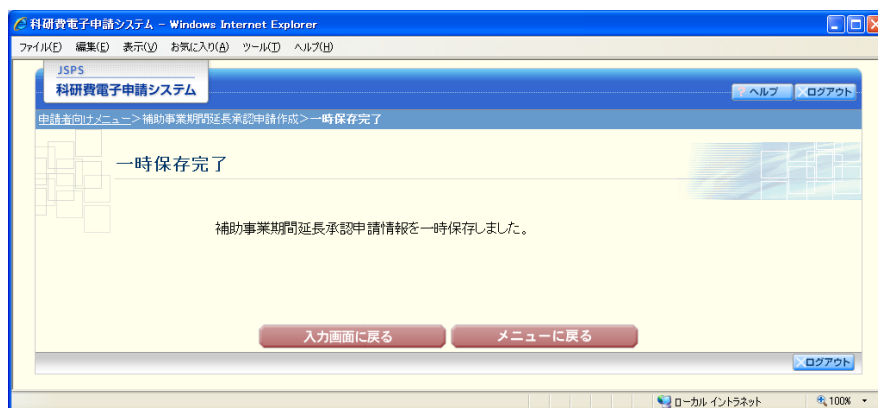 科研費電子申請システム - Windows Internet Explorer
ファイル(F) 編集(E) 表示(V) お気に入り(A) ツール(T) ヘルプ(H)
JSPS
科研費電子申請システム
? ヘルプ ログアウト
申請者向けメニュー>補助事業期間延長承認申請作成>一時保存完了
一時保存完了
補助事業期間延長承認申請情報を一時保存しました。
入力画面に戻る メニューに戻る
ログアウト
ローカル イントラネット 100%